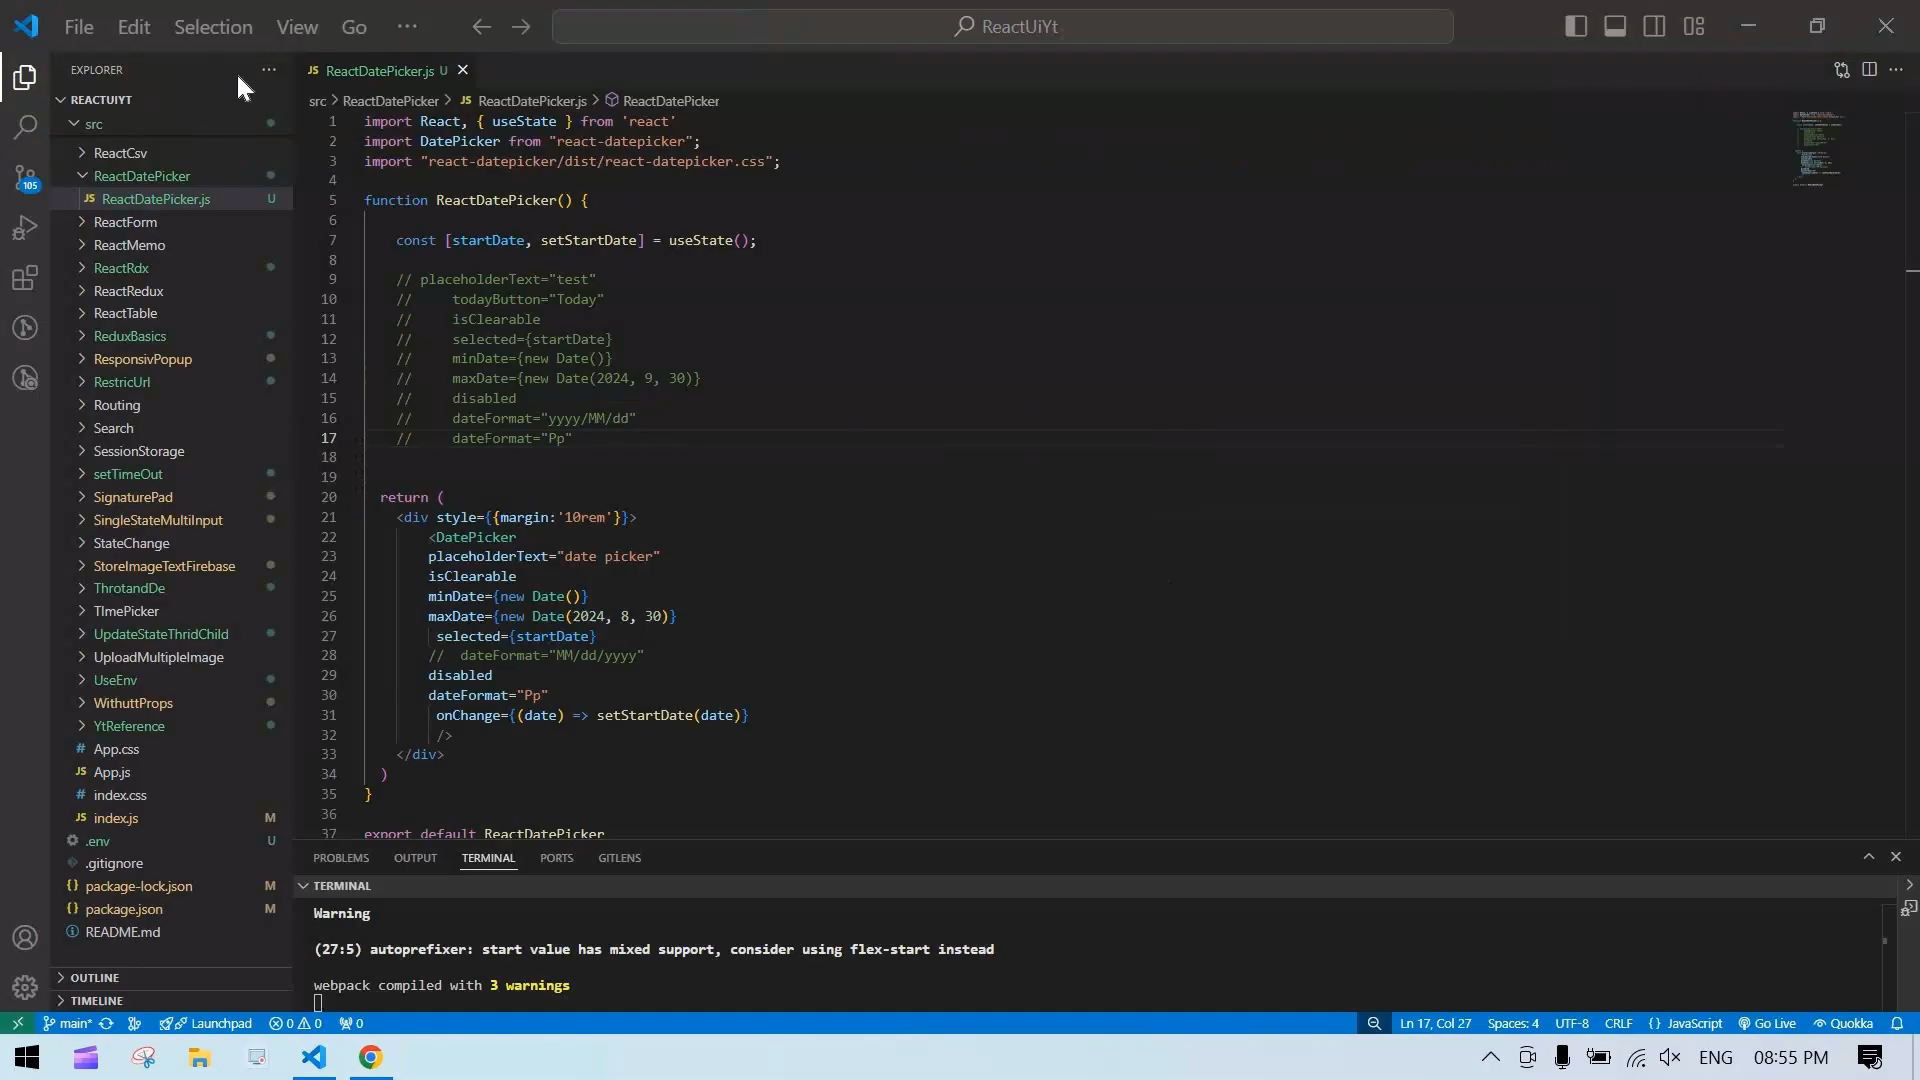 File Edit Selection View Go ··· ReactUiYt
EXPLORER
REACTUIYT
src
ReactCsv
ReactDatePicker
JS ReactDatePicker.js U
ReactForm
ReactMemo
ReactRdx
ReactRedux
ReactTable
ReduxBasics
ResponsivPopup
RestricUrl
Routing
Search
SessionStorage
setTimeOut
SignaturePad
SingleStateMultiInput
StateChange
StoreImageTextFirebase
ThrotandDe
TImePicker
UpdateStateThridChild
UploadMultipleImage
UseEnv
WithuttProps
YtReference
# App.css
JS App.js
# index.css
JS index.js M
.env U
.gitignore
{} package-lock.json M
{} package.json M
README.md
OUTLINE
TIMELINE
105
JS ReactDatePicker.js U
src > ReactDatePicker > JS ReactDatePicker.js > ReactDatePicker
1 import React, { useState } from 'react'
2 import DatePicker from "react-datepicker";
3 import "react-datepicker/dist/react-datepicker.css";
4
5 function ReactDatePicker() {
6
7 const [startDate, setStartDate] = useState();
8
9 // placeholderText="test"
10 // todayButton="Today"
11 // isClearable
12 // selected={startDate}
13 // minDate={new Date()}
14 // maxDate={new Date(2024, 9, 30)}
15 // disabled
16 // dateFormat="yyyy/MM/dd"
17 // dateFormat="Pp"
18
19
20 return (
21 <div style={{margin:'10rem'}}>
22 <DatePicker
23 placeholderText="date picker"
24 isClearable
25 minDate={new Date()}
26 maxDate={new Date(2024, 8, 30)}
27 selected={startDate}
28 // dateFormat="MM/dd/yyyy"
29 disabled
30 dateFormat="Pp"
31 onChange={(date) => setStartDate(date)}
32 />
33 </div>
34 )
35 }
36
37 export default ReactDatePicker
PROBLEMS OUTPUT TERMINAL PORTS GITLENS
TERMINAL
Warning
(27:5) autoprefixer: start value has mixed support, consider using flex-start instead
webpack compiled with 3 warnings
main* Launchpad 0 0 0 Ln 17, Col 27 Spaces: 4 UTF-8 CRLF {} JavaScript Go Live Quokka
ENG 08:55 PM